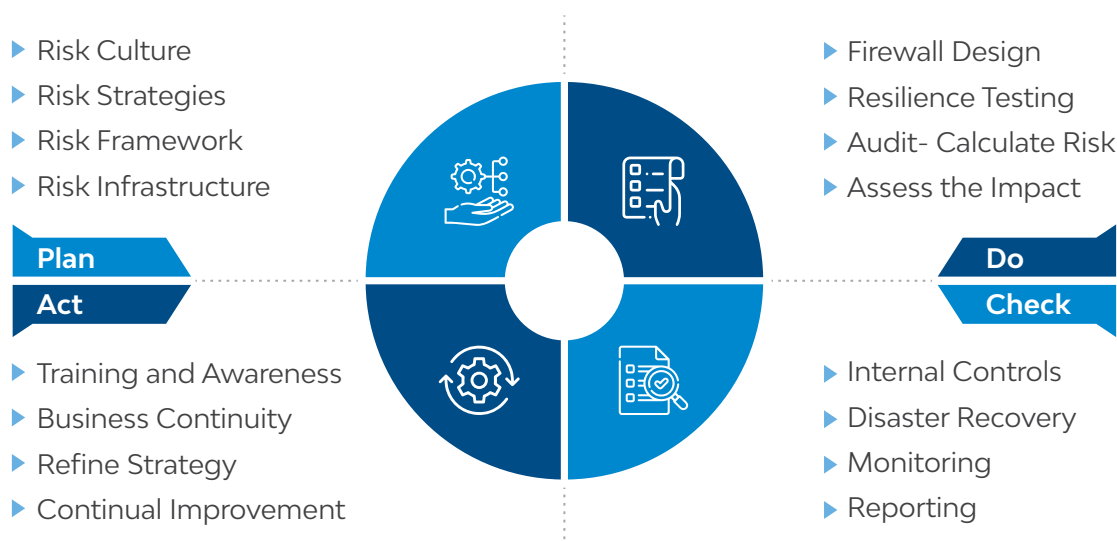 Risk Culture
Risk Strategies
Risk Framework
Risk Infrastructure
Plan
Firewall Design
Resilience Testing
Audit- Calculate Risk
Assess the Impact
Do
Act
Training and Awareness
Business Continuity
Refine Strategy
Continual Improvement
Check
Internal Controls
Disaster Recovery
Monitoring
Reporting